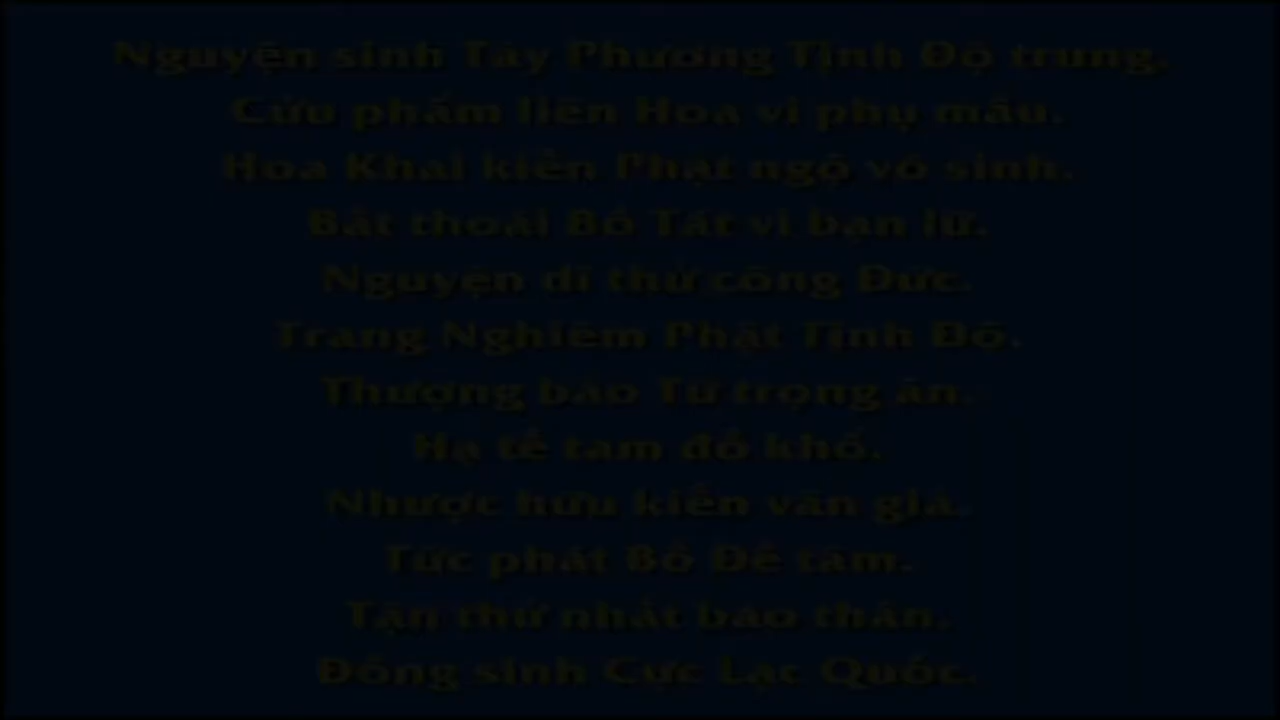 Nguyện sinh Tây Phương Tịnh Độ trung.
Cửu phẩm liên Hoa vi phụ mẫu.
Hoa Khai kiến Phật ngộ vô sinh.
Bất thoái Bồ Tát vi bạn lữ.
Nguyện dĩ thử công Đức.
Trang Nghiêm Phật Tịnh Độ.
Thượng báo Tứ trọng ân.
Hạ tế tam đồ khổ.
Nhược hữu kiến văn giả.
Tức phát Bồ Đề tâm.
Tận thử nhất báo thân.
Đồng sinh Cực Lạc Quốc.